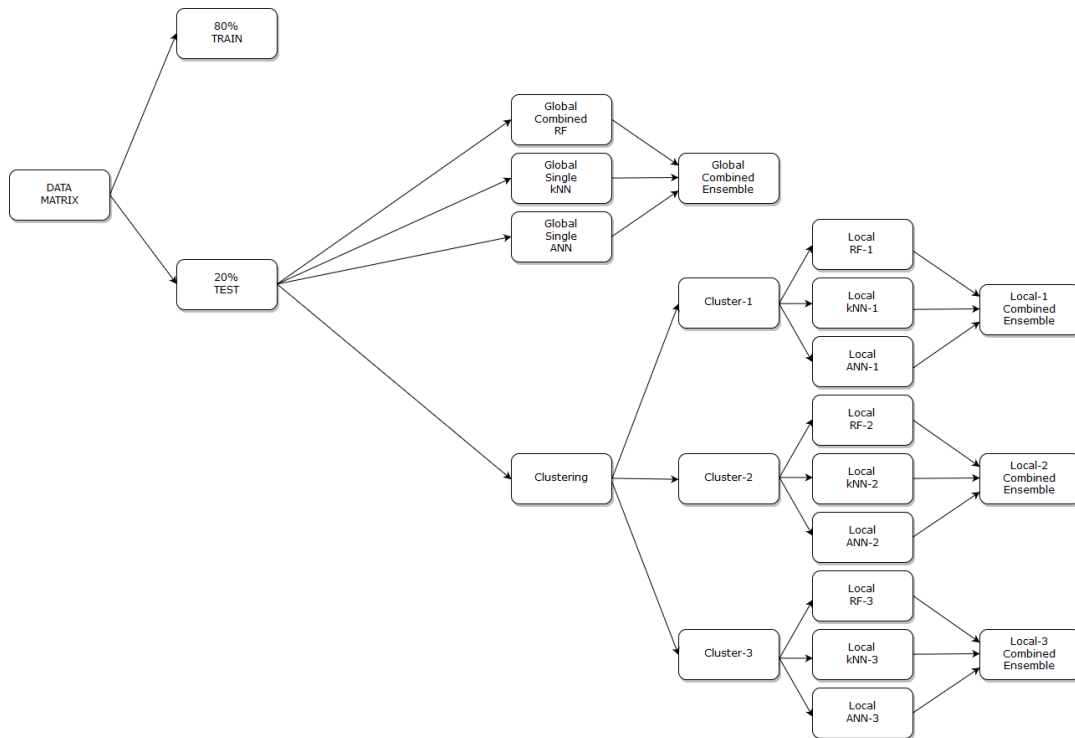 80%
TRAIN
DATA
MATRIX
20%
TEST
Global
Combined
RF
Global
Single
kNN
Global
Single
ANN
Global
Combined
Ensemble
Clustering
Cluster-1
Local
RF-1
Local
kNN-1
Local
ANN-1
Local-1
Combined
Ensemble
Cluster-2
Local
RF-2
Local
kNN-2
Local
ANN-2
Local-2
Combined
Ensemble
Cluster-3
Local
RF-3
Local
kNN-3
Local
ANN-3
Local-3
Combined
Ensemble